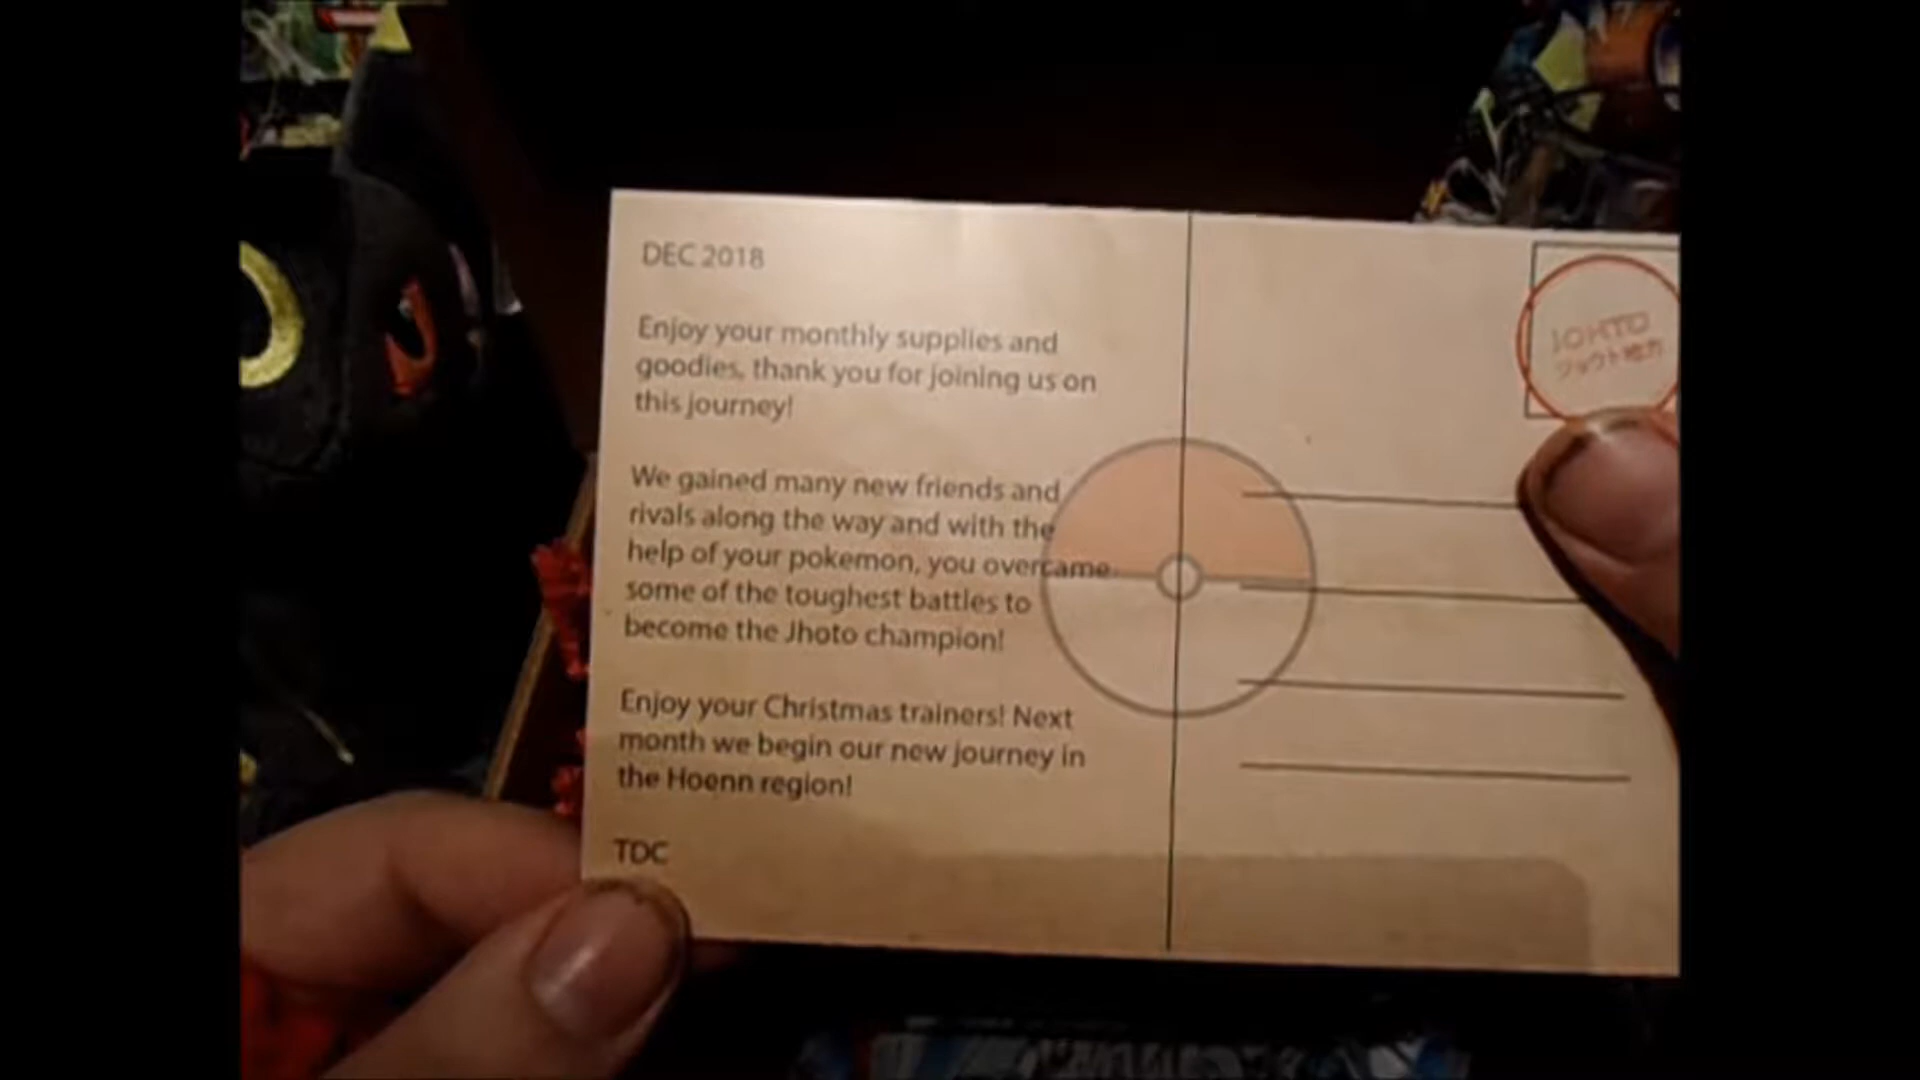 DEC 2018
Enjoy your monthly supplies and
goodies, thank you for joining us on
this journey!
We gained many new friends and
rivals along the way and with the
help of your pokemon, you overcame
some of the toughest battles to
become the Jhoto champion!
Enjoy your Christmas trainers! Next
month we begin our new journey in
the Hoenn region!
TDC
JOHTO
ジョウト地方